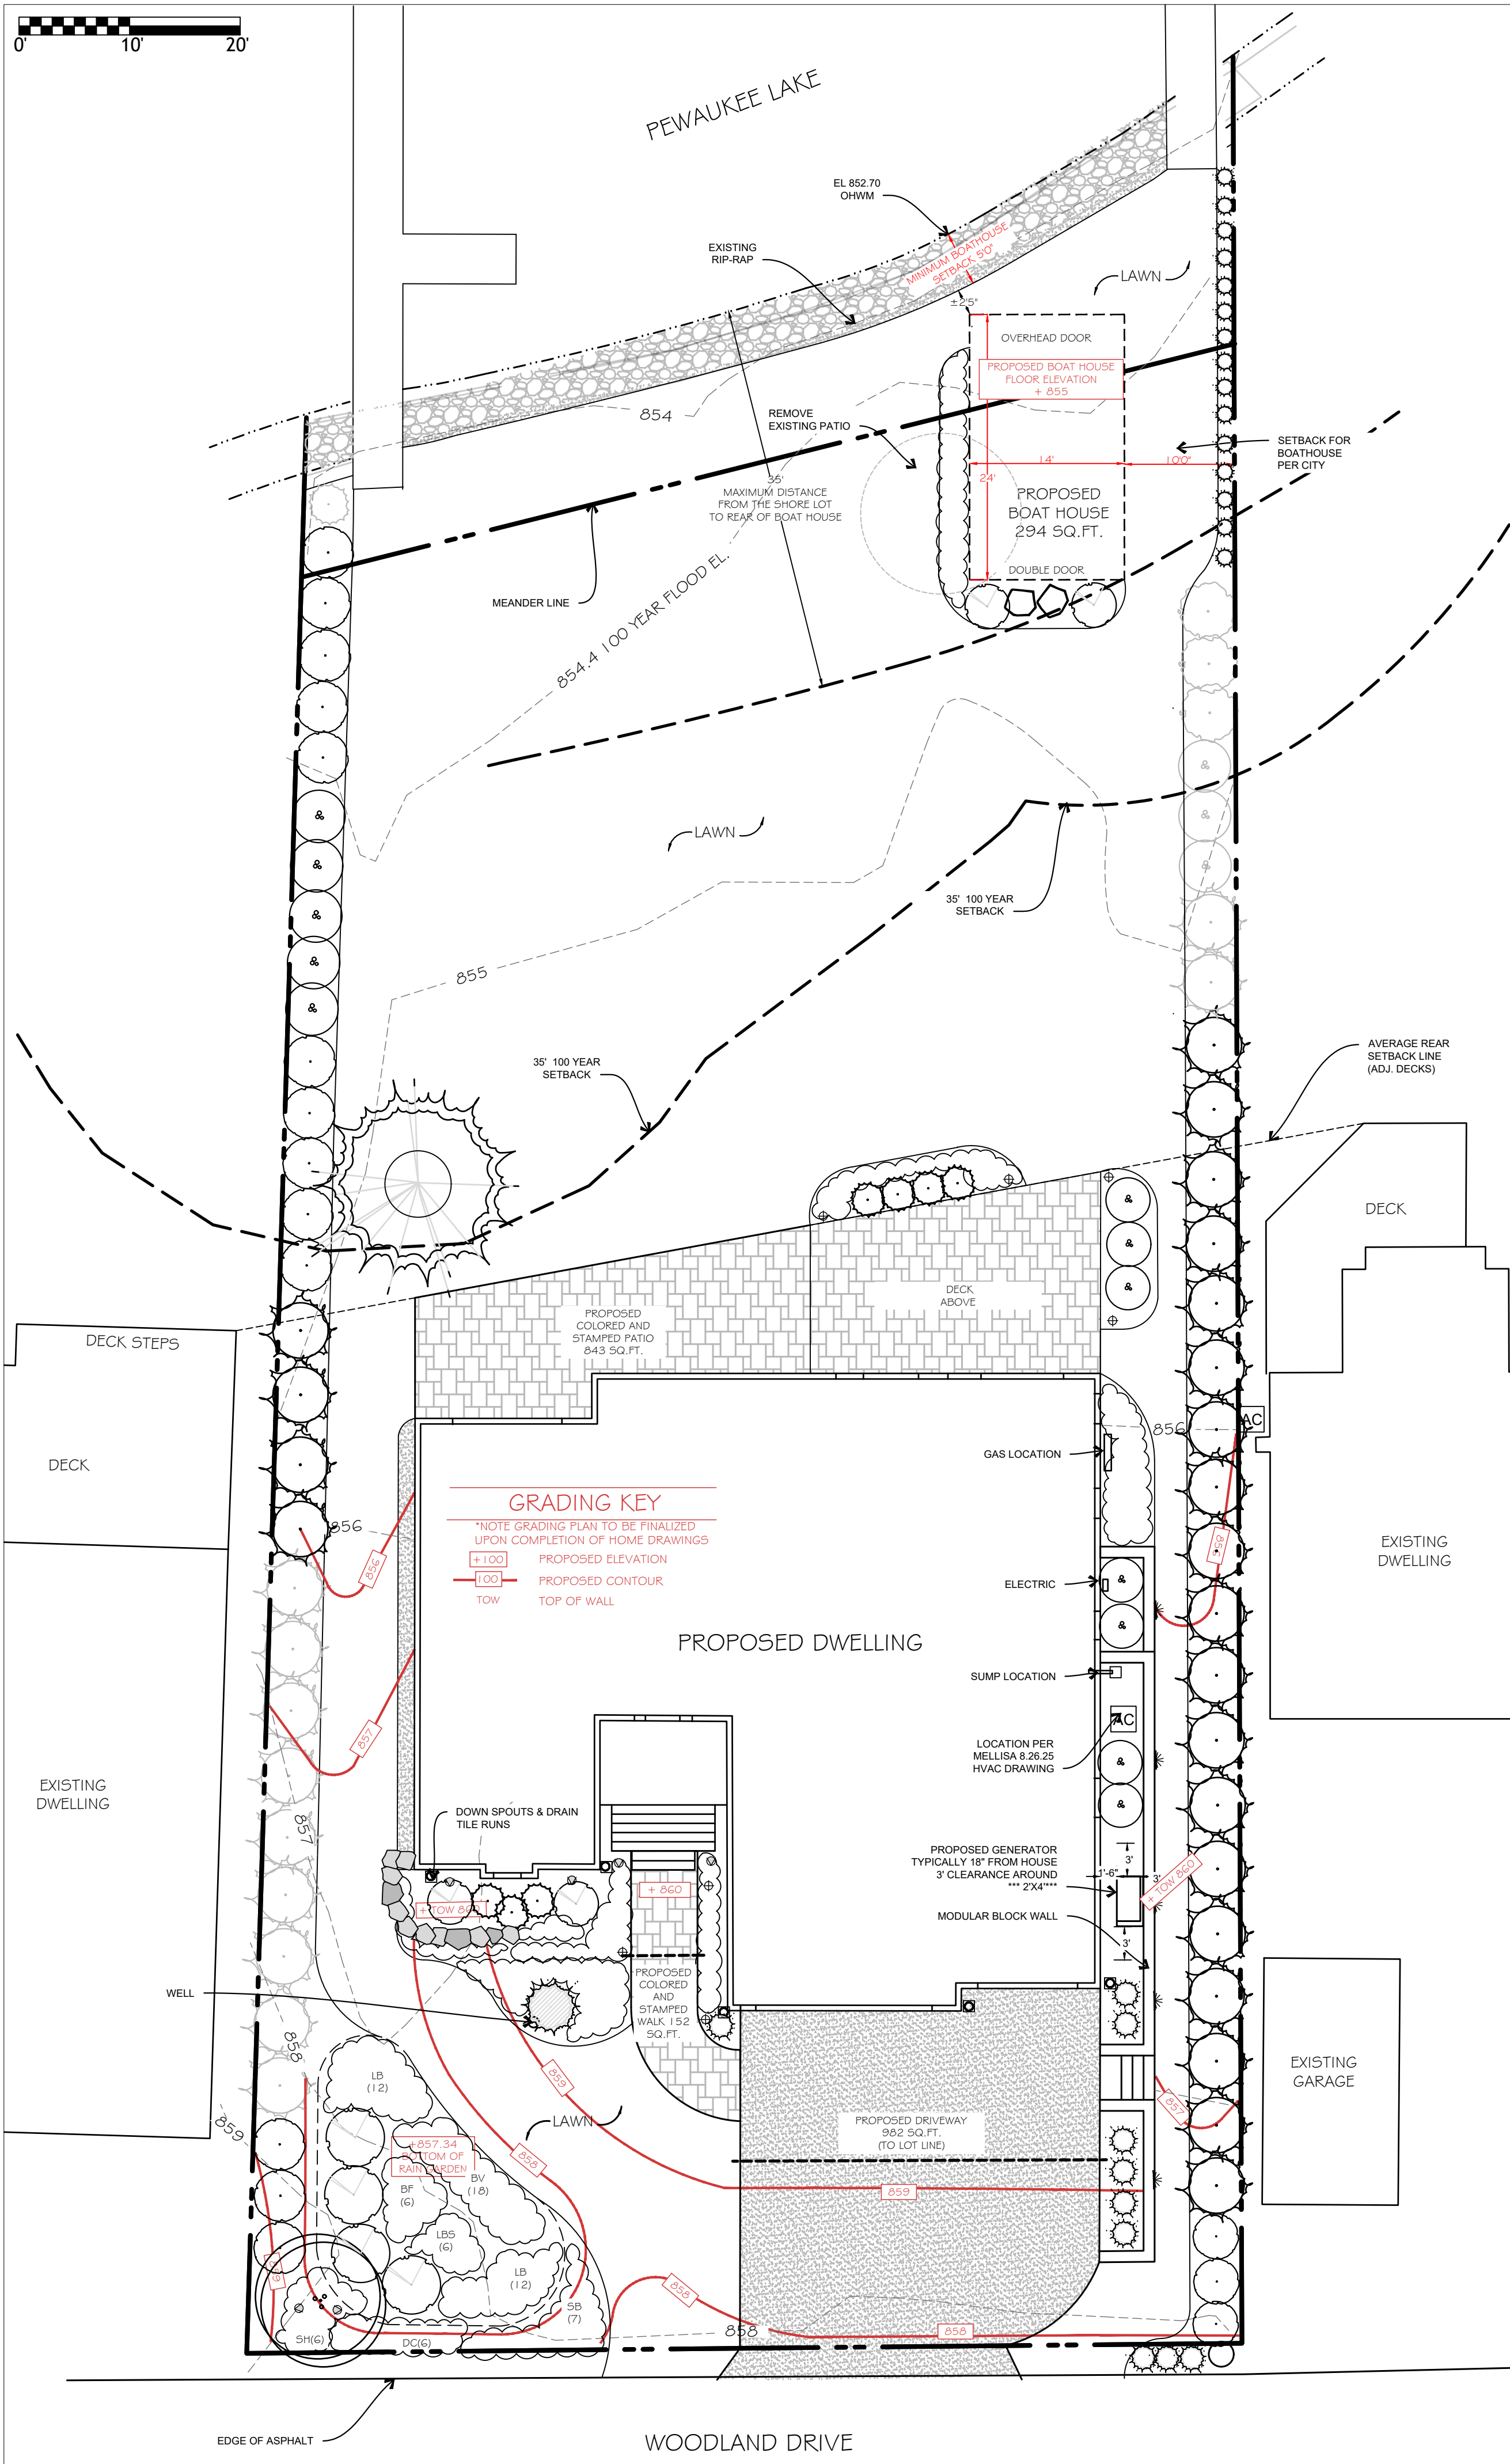 0' 10' 20'
PEWAUKEE LAKE
EL 852.70
OHWM
EXISTING
RIP-RAP
MINIMUM BOATHOUSE
SETBACK 5'0"
LAWN
±2'5"
OVERHEAD DOOR
PROPOSED BOAT HOUSE
FLOOR ELEVATION
+ 855
854
REMOVE
EXISTING PATIO
SETBACK FOR
BOATHOUSE
PER CITY
14'
10'0"
24'
35'
MAXIMUM DISTANCE
FROM THE SHORE LOT
TO REAR OF BOAT HOUSE
PROPOSED
BOAT HOUSE
294 SQ.FT.
DOUBLE DOOR
MEANDER LINE
854.4 100 YEAR FLOOD EL.
LAWN
35' 100 YEAR
SETBACK
855
35' 100 YEAR
SETBACK
AVERAGE REAR
SETBACK LINE
(ADJ. DECKS)
DECK
DECK
ABOVE
PROPOSED
COLORED AND
STAMPED PATIO
843 SQ.FT.
DECK STEPS
DECK
856
AC
GAS LOCATION
GRADING KEY
*NOTE GRADING PLAN TO BE FINALIZED
UPON COMPLETION OF HOME DRAWINGS
+100 PROPOSED ELEVATION
100 PROPOSED CONTOUR
TOW TOP OF WALL
856
856
856
EXISTING
DWELLING
ELECTRIC
PROPOSED DWELLING
SUMP LOCATION
AC
857
LOCATION PER
MELLISA 8.26.25
HVAC DRAWING
EXISTING
DWELLING
857
DOWN SPOUTS & DRAIN
TILE RUNS
PROPOSED GENERATOR
TYPICALLY 18" FROM HOUSE
3' CLEARANCE AROUND
*** 2'X4'***
3'
1'-6"
3'
3'
+ TOW 860
+ 860
+ TOW 860
MODULAR BLOCK WALL
PROPOSED
COLORED
AND
STAMPED
WALK 152
SQ.FT.
WELL
858
859
859
EXISTING
GARAGE
LB
(12)
LAWN
857
PROPOSED DRIVEWAY
982 SQ.FT.
(TO LOT LINE)
+857.34
BOTTOM OF
RAIN GARDEN
858
BV
(18)
BF
(6)
859
LBS
(6)
LB
(12)
859
858
SB
(7)
SH(6)
DC(6)
858
858
EDGE OF ASPHALT
WOODLAND DRIVE